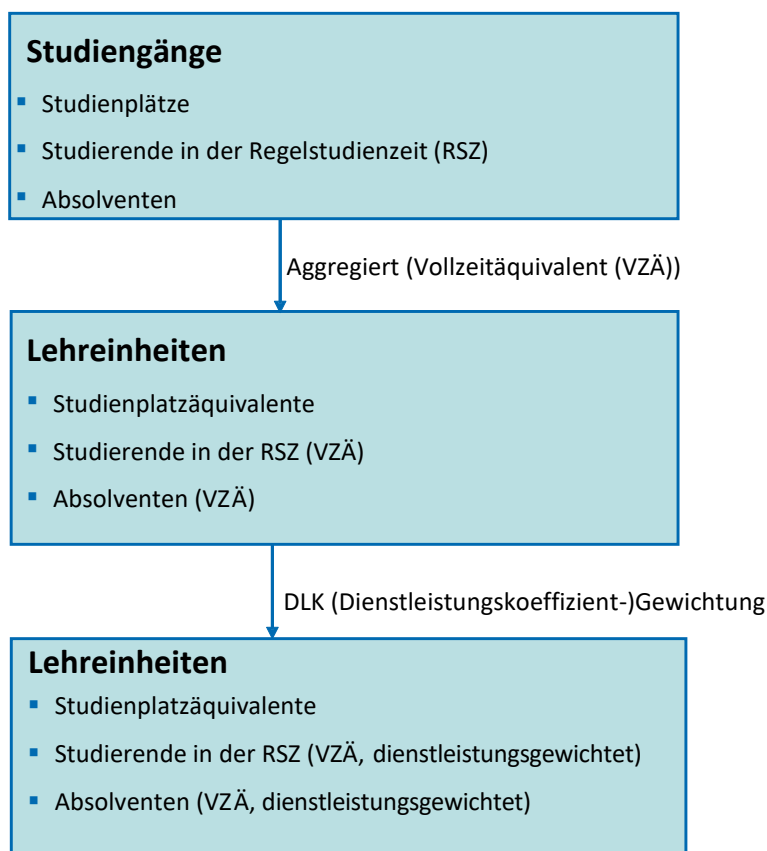 Studiengänge
▪ Studienplätze
▪ Studierende in der Regelstudienzeit (RSZ)
▪ Absolventen
Aggregiert (Vollzeitäquivalent (VZÄ))
Lehreinheiten
▪ Studienplatzäquivalente
▪ Studierende in der RSZ (VZÄ)
▪ Absolventen (VZÄ)
DLK (Dienstleistungskoeffizient-)Gewichtung
Lehreinheiten
▪ Studienplatzäquivalente
▪ Studierende in der RSZ (VZÄ, dienstleistungsgewichtet)
▪ Absolventen (VZÄ, dienstleistungsgewichtet)